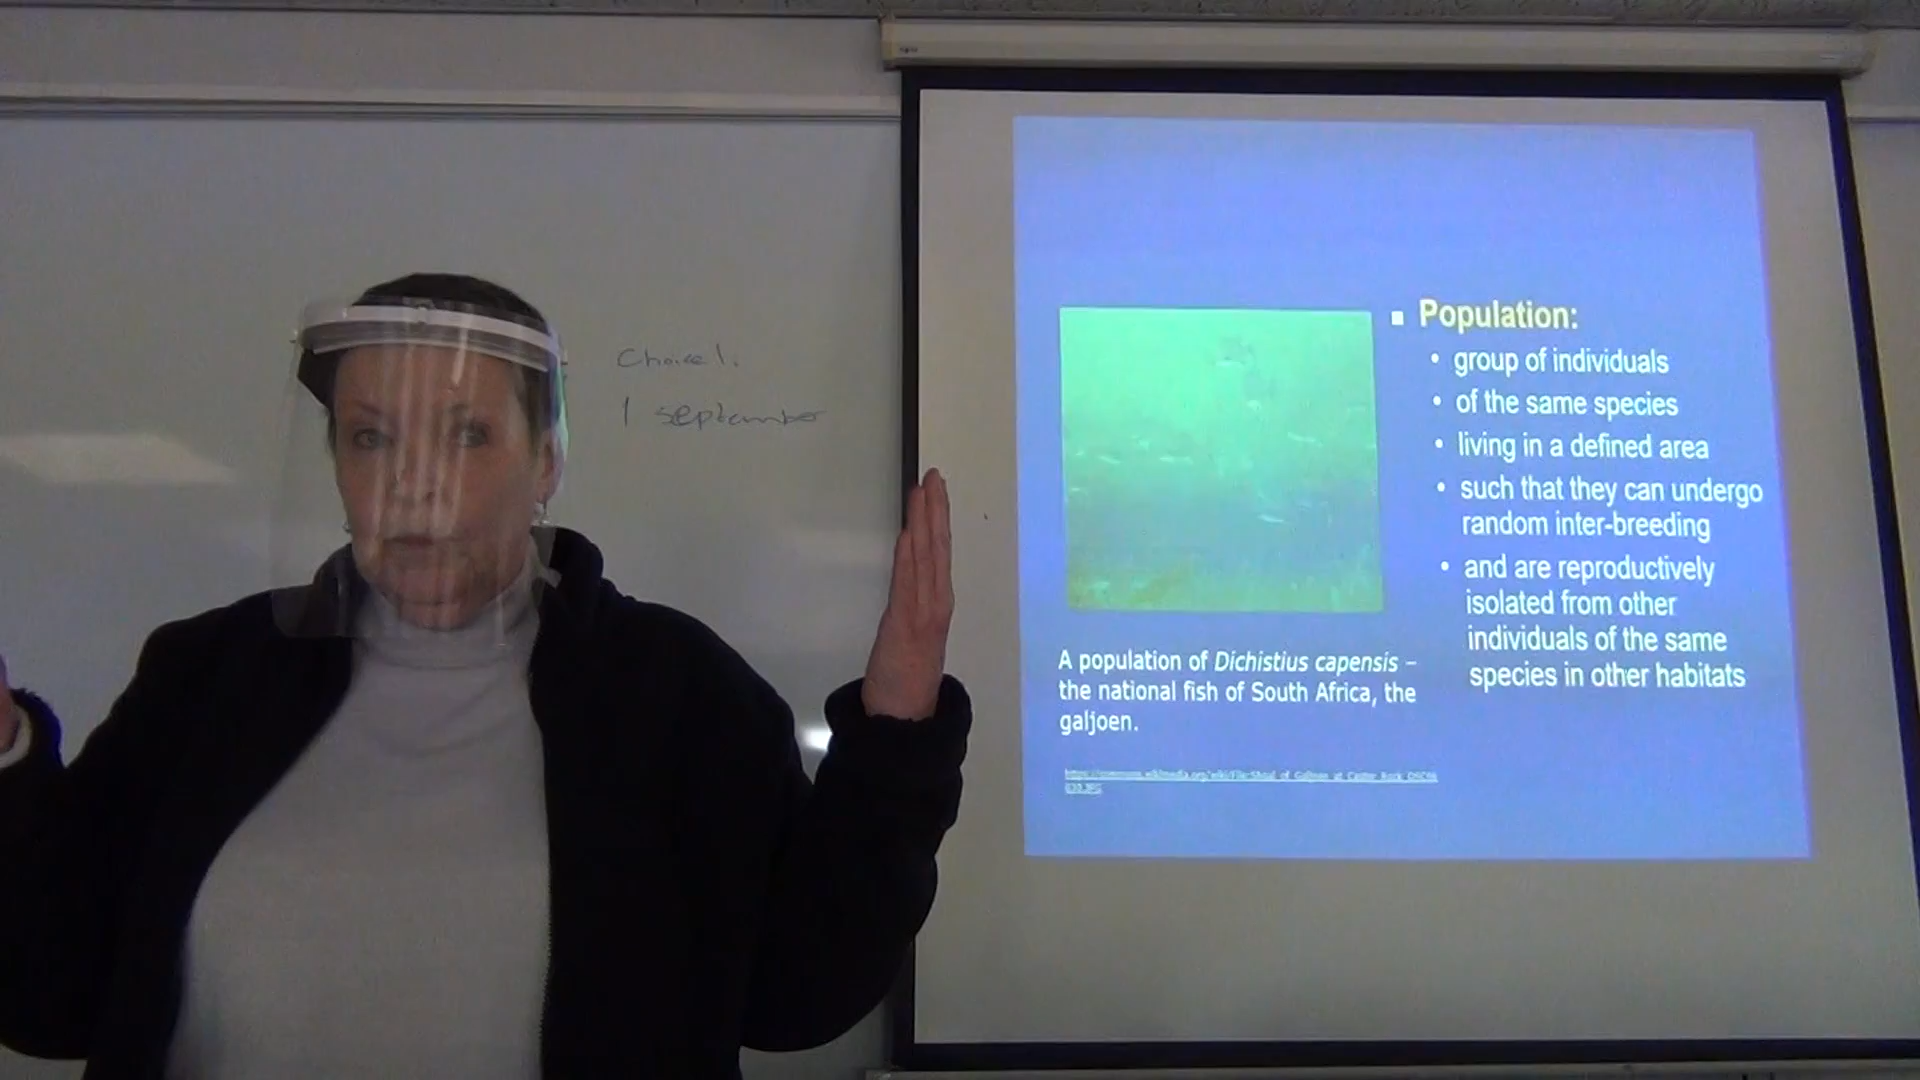 Choice 1.
1 september
Population:
• group of individuals
• of the same species
• living in a defined area
• such that they can undergo
random inter-breeding
• and are reproductively
isolated from other
individuals of the same
species in other habitats
A population of Dichistius capensis –
the national fish of South Africa, the
galjoen.